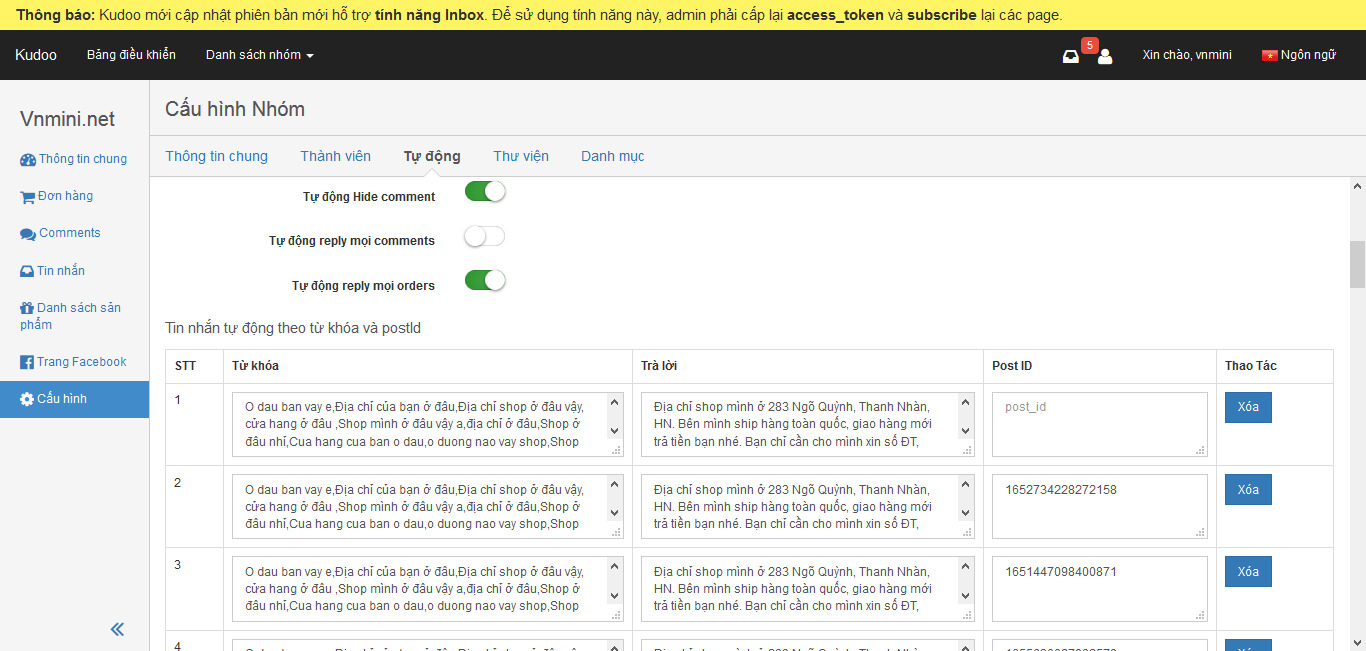 Thông báo: Kudoo mới cập nhật phiên bản mới hỗ trợ tính năng Inbox. Để sử dụng tính năng này, admin phải cấp lại access_token và subscribe lại các page.
Kudoo Bảng điều khiển Danh sách nhóm 5 Xin chào, vnmini Ngôn ngữ
Vnmini.net
Thông tin chung
Đơn hàng
Comments
Tin nhắn
Danh sách sản
phẩm
Trang Facebook
Cấu hình
Cấu hình Nhóm
Thông tin chung Thành viên Tự động Thư viện Danh mục
Tự động Hide comment
Tự động reply mọi comments
Tự động reply mọi orders
Tin nhắn tự động theo từ khóa và postId
STT Từ khóa Trả lời Post ID Thao Tác
1
O dau ban vay e,Địa chỉ của bạn ở đâu,Địa chỉ shop ở đâu vậy,
cửa hang ở đâu ,Shop mình ở đâu vậy a,địa chỉ ở đâu,Shop ở
đâu nhỉ,Cua hang cua ban o dau,o duong nao vay shop,Shop
Địa chỉ shop mình ở 283 Ngõ Quỳnh, Thanh Nhàn,
HN. Bên mình ship hàng toàn quốc, giao hàng mới
trả tiền bạn nhé. Bạn chỉ cần cho mình xin số ĐT,
post_id
Xóa
2
O dau ban vay e,Địa chỉ của bạn ở đâu,Địa chỉ shop ở đâu vậy,
cửa hang ở đâu ,Shop mình ở đâu vậy a,địa chỉ ở đâu,Shop ở
đâu nhỉ,Cua hang cua ban o dau,o duong nao vay shop,Shop
Địa chỉ shop mình ở 283 Ngõ Quỳnh, Thanh Nhàn,
HN. Bên mình ship hàng toàn quốc, giao hàng mới
trả tiền bạn nhé. Bạn chỉ cần cho mình xin số ĐT,
1652734228272158
Xóa
3
O dau ban vay e,Địa chỉ của bạn ở đâu,Địa chỉ shop ở đâu vậy,
cửa hang ở đâu ,Shop mình ở đâu vậy a,địa chỉ ở đâu,Shop ở
đâu nhỉ,Cua hang cua ban o dau,o duong nao vay shop,Shop
Địa chỉ shop mình ở 283 Ngõ Quỳnh, Thanh Nhàn,
HN. Bên mình ship hàng toàn quốc, giao hàng mới
trả tiền bạn nhé. Bạn chỉ cần cho mình xin số ĐT,
1651447098400871
Xóa
4